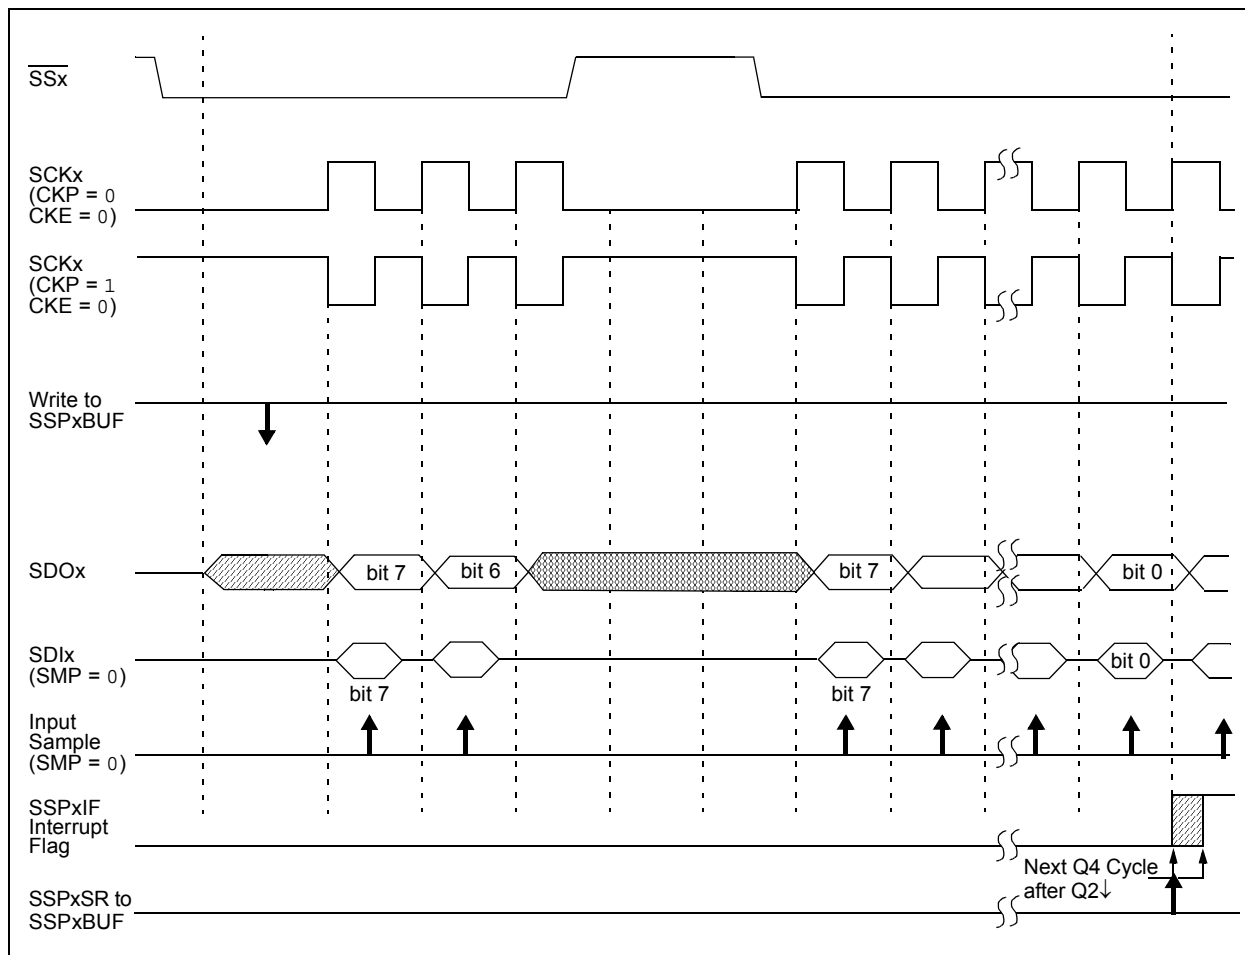 SSx
SCKx
(CKP = 0
CKE = 0)
SCKx
(CKP = 1
CKE = 0)
Write to
SSPxBUF
SDOx
bit 7
bit 6
bit 7
bit 0
SDIx
(SMP = 0)
bit 7
bit 7
bit 0
Input
Sample
(SMP = 0)
SSPxIF
Interrupt
Flag
Next Q4 Cycle
after Q2↓
SSPxSR to
SSPxBUF